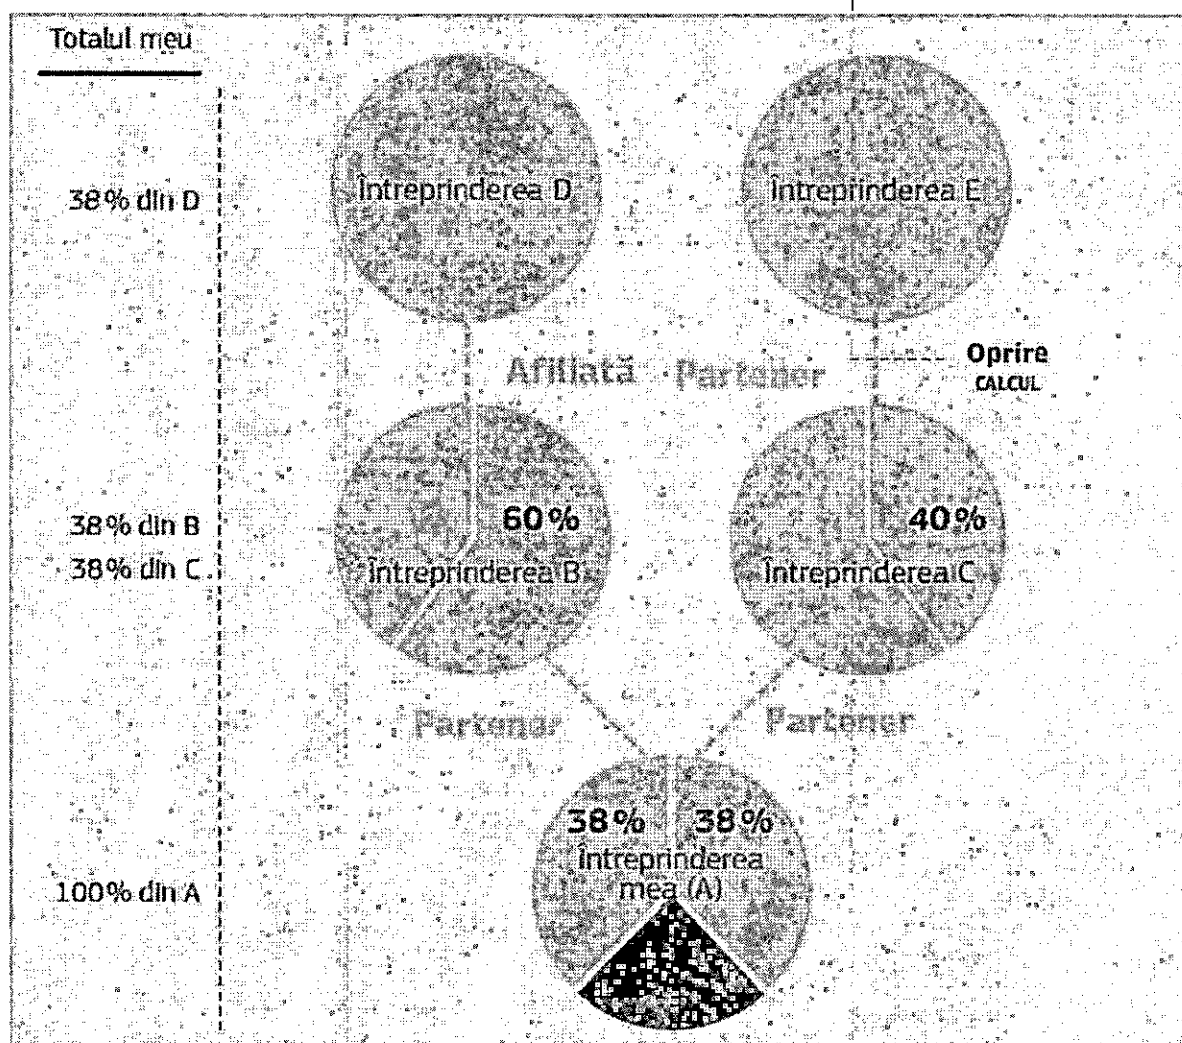 Totalul meu
38% din D
Întreprinderea D
Întreprinderea E
Afiliată
Partener
Oprire
CALCUL
38% din B
38% din C
60%
Întreprinderea B
40%
Întreprinderea C
Partener
Partener
38%
38%
Întreprinderea
mea (A)
100% din A